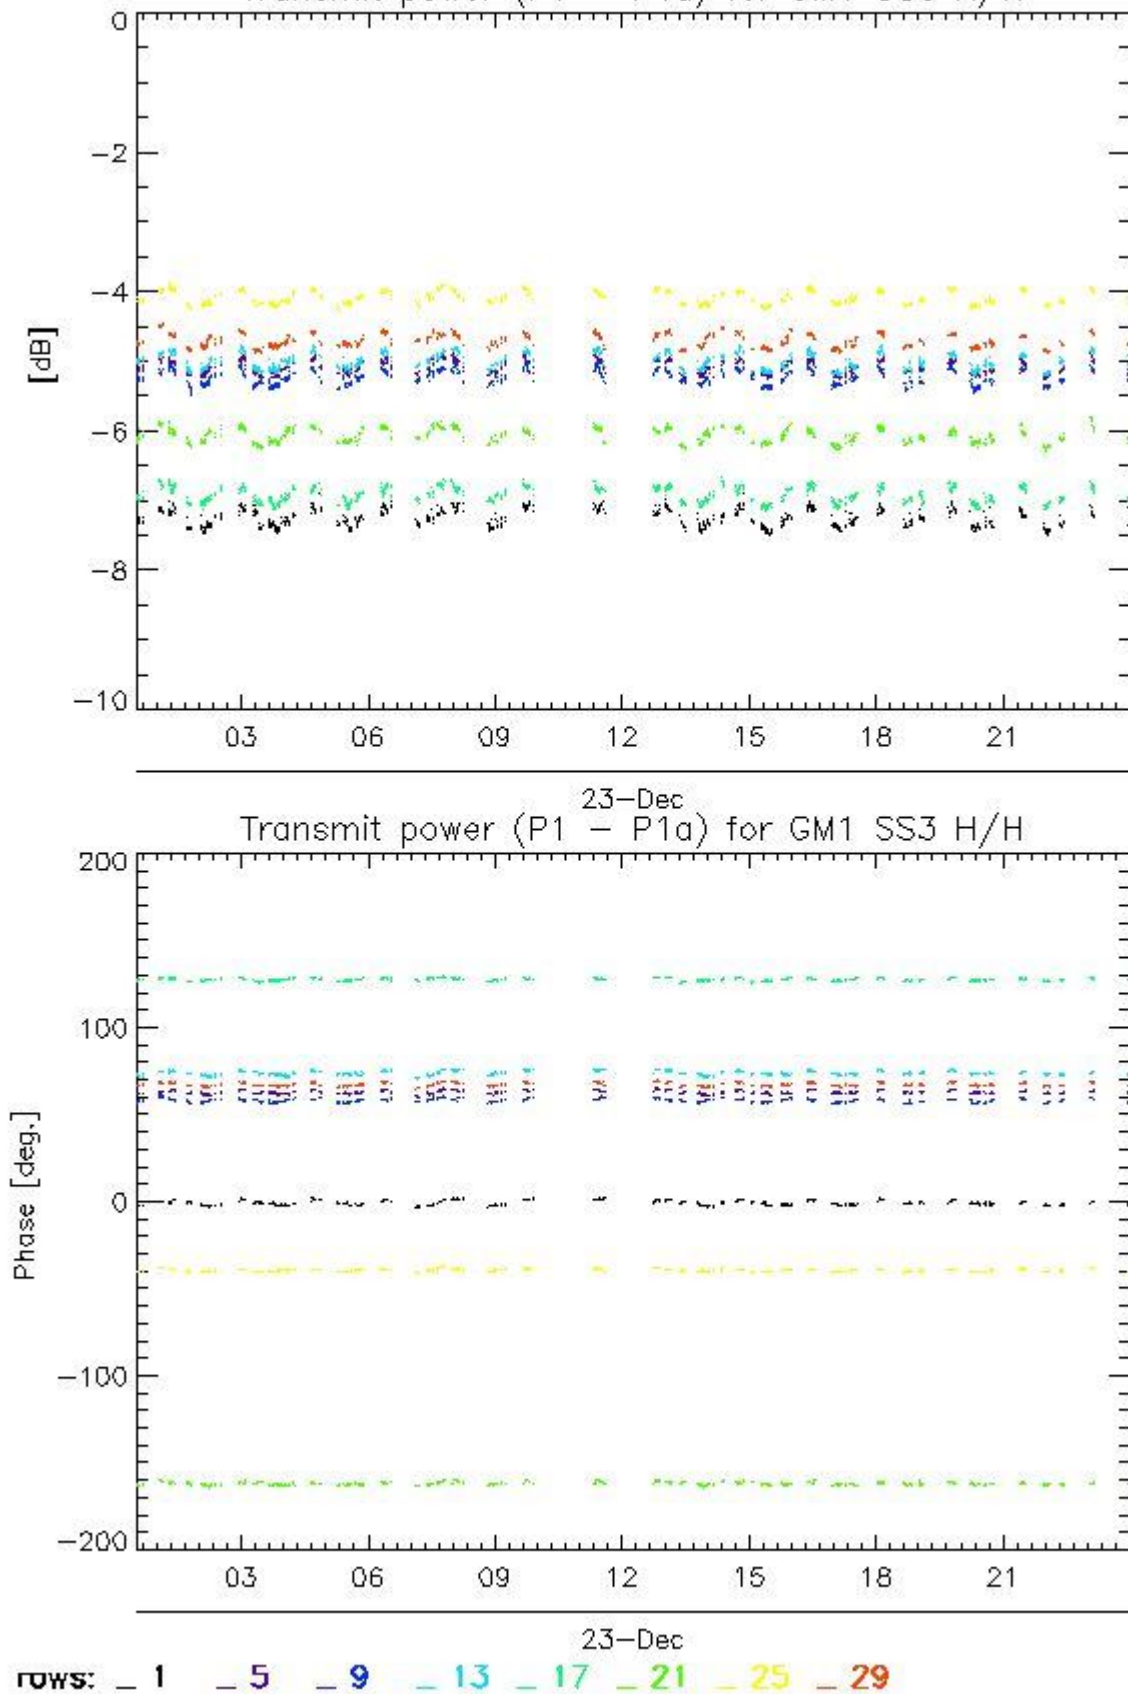 0
-2
-4
[dB]
-6
-8
-10
03 06 09 12 15 18 21
23-Dec
Transmit power (P1 - P1a) for GM1 SS3 H/H
200
100
0
Phase [deg.]
-100
-200
03 06 09 12 15 18 21
23-Dec
rows: _ 1 _ 5 _ 9 _ 13 _ 17 _ 21 _ 25 _ 29